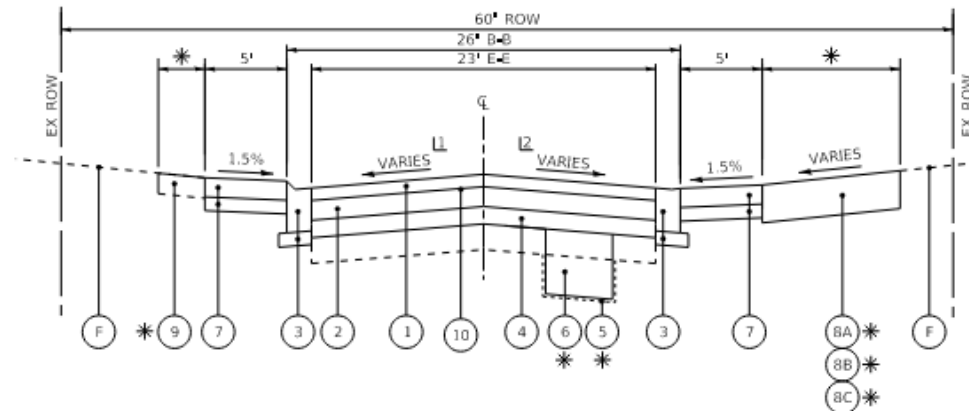 60' ROW
26' B-B
✳ 5' 23' E-E 5' ✳
EX ROW
EX ROW
℄
L1 L2
1.5% VARIES VARIES 1.5% VARIES
F ✳ 9 7 3 2 1 10 4 6 5 3 7 8A ✳ F
✳ ✳ 8B ✳
8C ✳